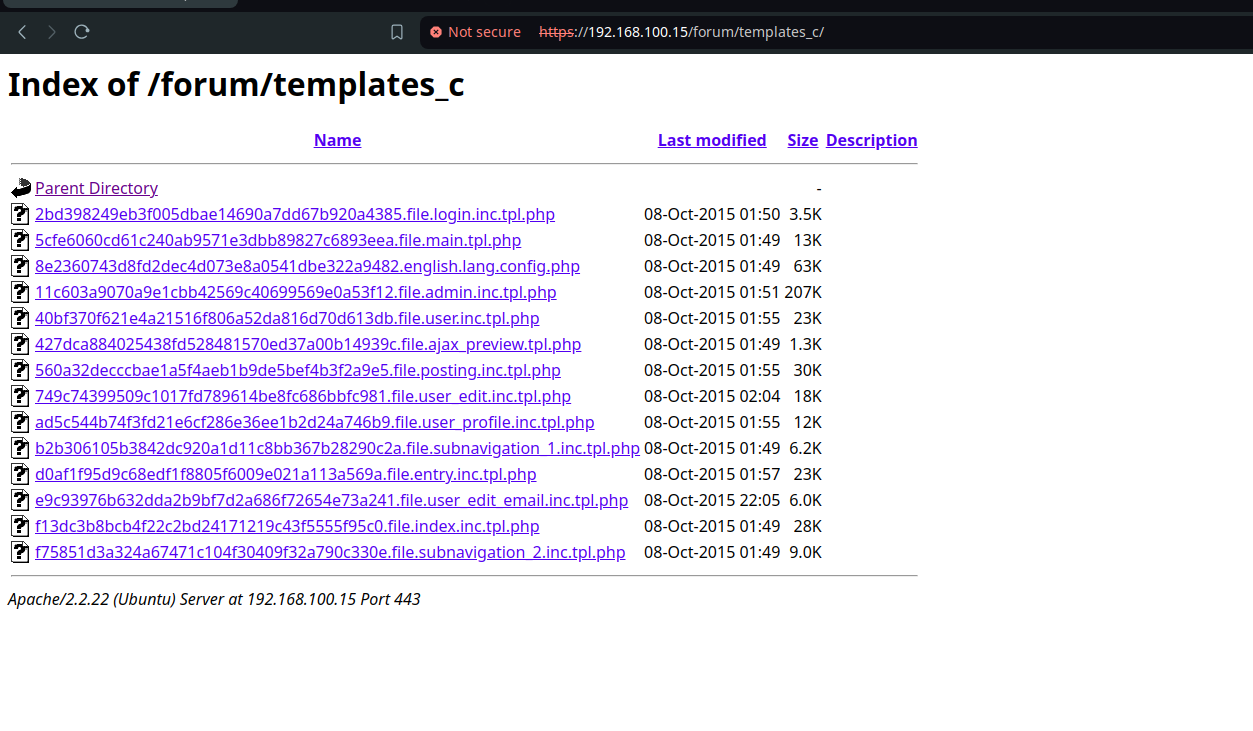 Not secure https://192.168.100.15/forum/templates_c/
Index of /forum/templates_c
Name Last modified Size Description
Parent Directory -
2bd398249eb3f005dbae14690a7dd67b920a4385.file.login.inc.tpl.php 08-Oct-2015 01:50 3.5K
5cfe6060cd61c240ab9571e3dbb89827c6893eea.file.main.tpl.php 08-Oct-2015 01:49 13K
8e2360743d8fd2dec4d073e8a0541dbe322a9482.english.lang.config.php 08-Oct-2015 01:49 63K
11c603a9070a9e1cbb42569c40699569e0a53f12.file.admin.inc.tpl.php 08-Oct-2015 01:51 207K
40bf370f621e4a21516f806a52da816d70d613db.file.user.inc.tpl.php 08-Oct-2015 01:55 23K
427dca884025438fd528481570ed37a00b14939c.file.ajax_preview.tpl.php 08-Oct-2015 01:49 1.3K
560a32decccbae1a5f4aeb1b9de5bef4b3f2a9e5.file.posting.inc.tpl.php 08-Oct-2015 01:55 30K
749c74399509c1017fd789614be8fc686bbfc981.file.user_edit.inc.tpl.php 08-Oct-2015 02:04 18K
ad5c544b74f3fd21e6cf286e36ee1b2d24a746b9.file.user_profile.inc.tpl.php 08-Oct-2015 01:55 12K
b2b306105b3842dc920a1d11c8bb367b28290c2a.file.subnavigation_1.inc.tpl.php 08-Oct-2015 01:49 6.2K
d0af1f95d9c68edf1f8805f6009e021a113a569a.file.entry.inc.tpl.php 08-Oct-2015 01:57 23K
e9c93976b632dda2b9bf7d2a686f72654e73a241.file.user_edit_email.inc.tpl.php 08-Oct-2015 22:05 6.0K
f13dc3b8bcb4f22c2bd24171219c43f5555f95c0.file.index.inc.tpl.php 08-Oct-2015 01:49 28K
f75851d3a324a67471c104f30409f32a790c330e.file.subnavigation_2.inc.tpl.php 08-Oct-2015 01:49 9.0K
Apache/2.2.22 (Ubuntu) Server at 192.168.100.15 Port 443